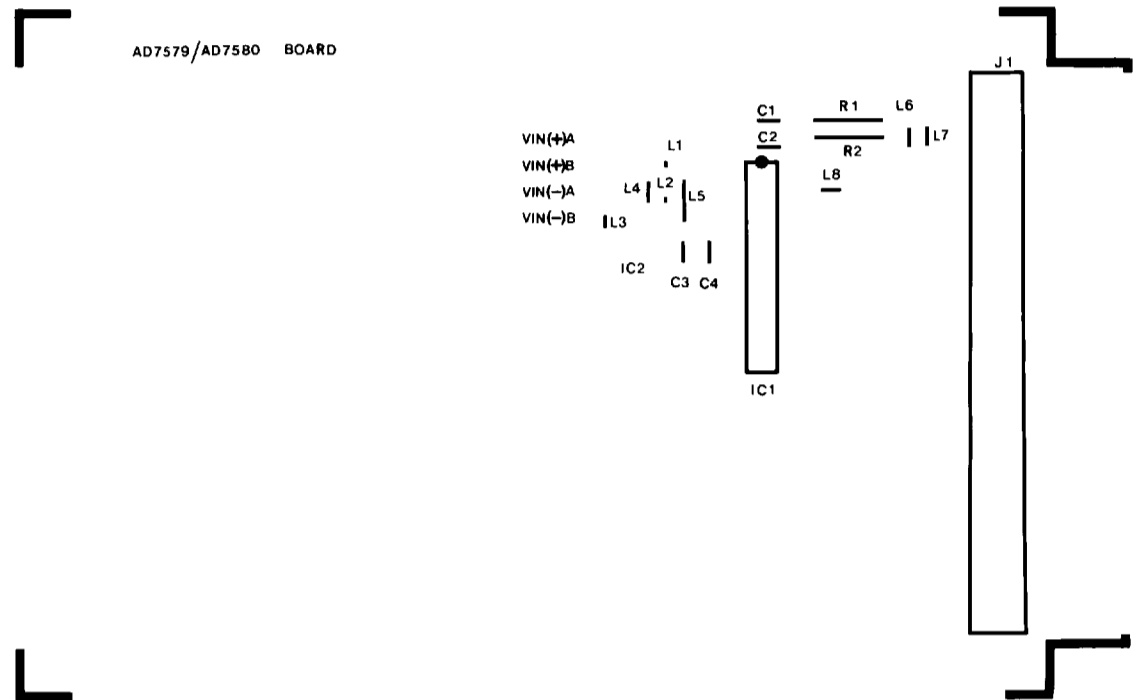 AD7579/AD7580 BOARD
J1
C1
R1
L6
C2
R2
L7
VIN(+)A
L1
VIN(+)B
L8
VIN(–)A
L4
L2
L5
VIN(–)B
L3
IC2
C3
C4
IC1